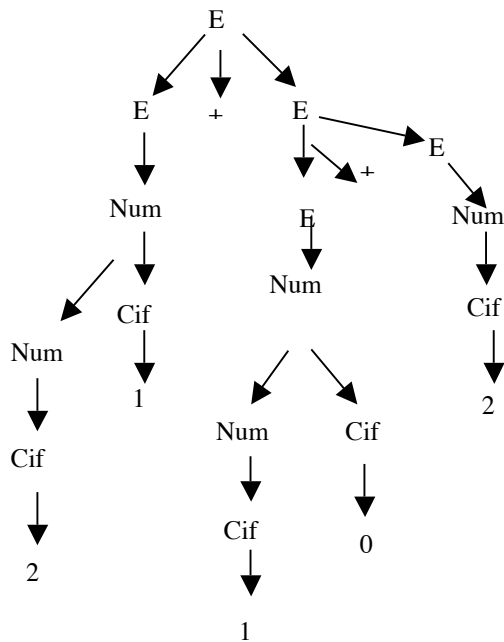 E
E + E
E
+
Num E Num
Num
Cif Cif
Num
1 2
Num Cif
Cif
Cif 0
2
1